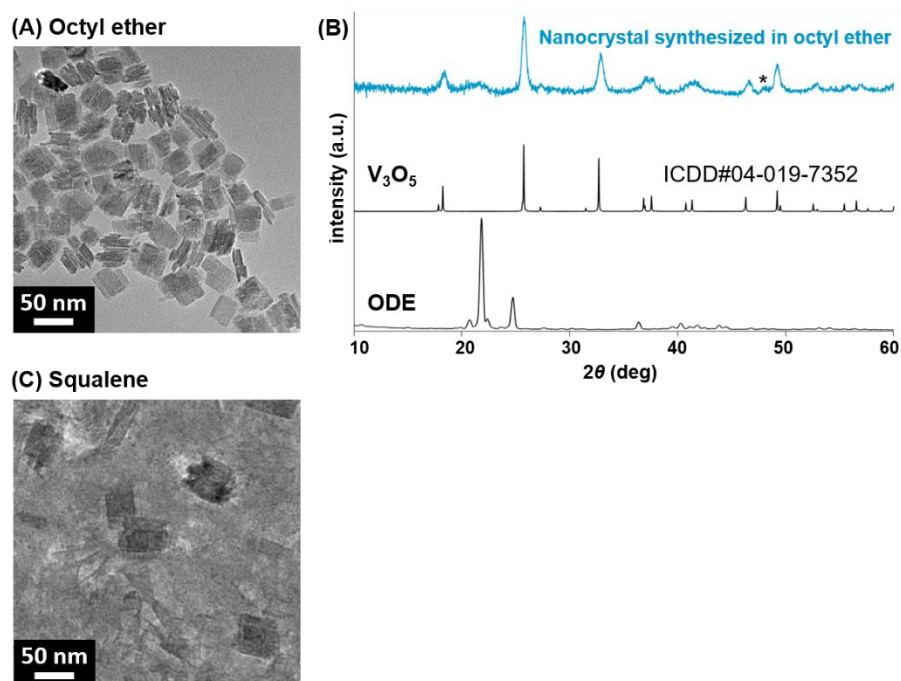 (A) Octyl ether
50 nm
(B)
Nanocrystal synthesized in octyl ether
*
V₃O₅
ICDD#04-019-7352
ODE
intensity (a.u.)
10 20 30 40 50 60
2θ (deg)
(C) Squalene
50 nm